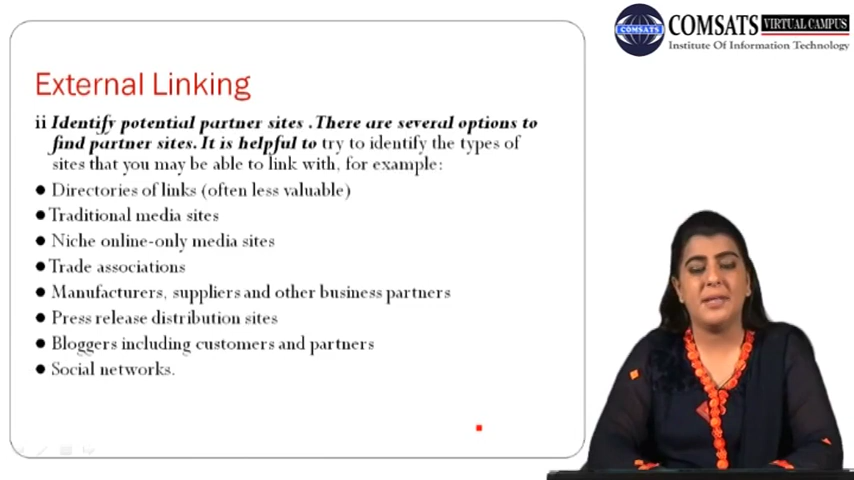 COMSATS
COMSATS VIRTUAL CAMPUS
Institute Of Information Technology
External Linking
ii Identify potential partner sites . There are several options to
find partner sites. It is helpful to try to identify the types of
sites that you may be able to link with, for example:
● Directories of links (often less valuable)
● Traditional media sites
● Niche online-only media sites
● Trade associations
● Manufacturers, suppliers and other business partners
● Press release distribution sites
● Bloggers including customers and partners
● Social networks.